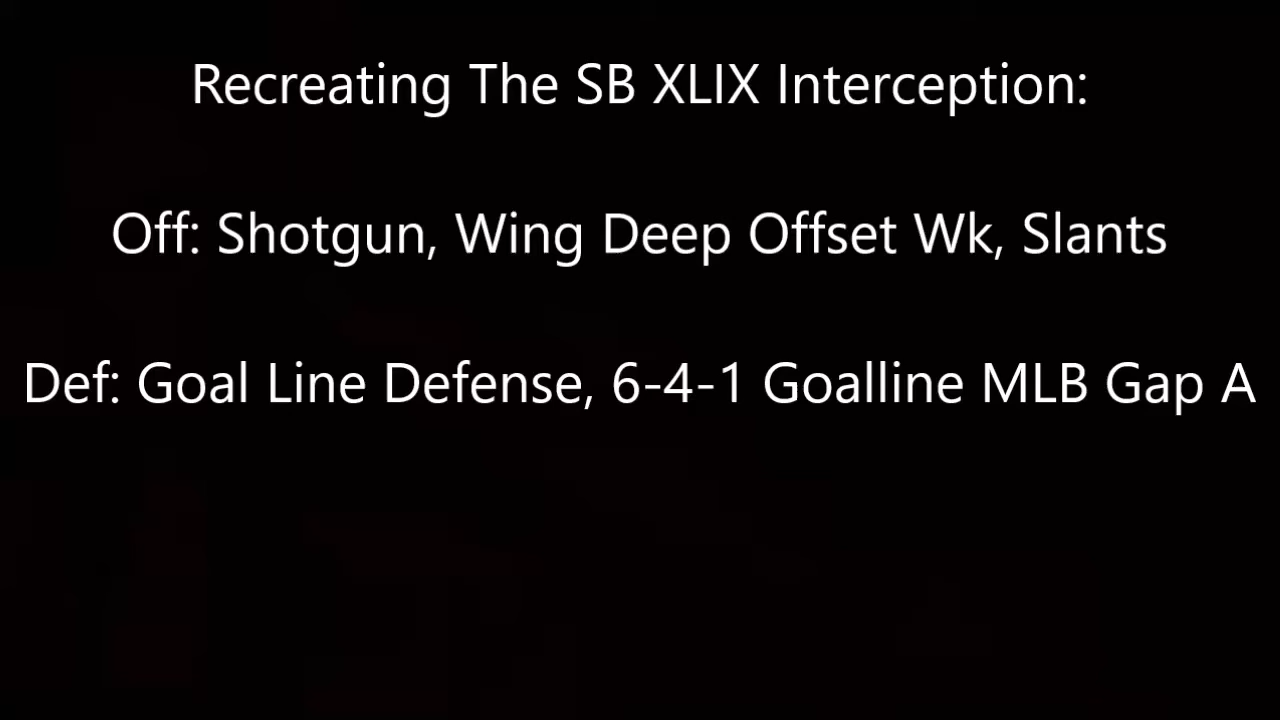 Recreating The SB XLIX Interception:
Off: Shotgun, Wing Deep Offset Wk, Slants
Def: Goal Line Defense, 6-4-1 Goalline MLB Gap A